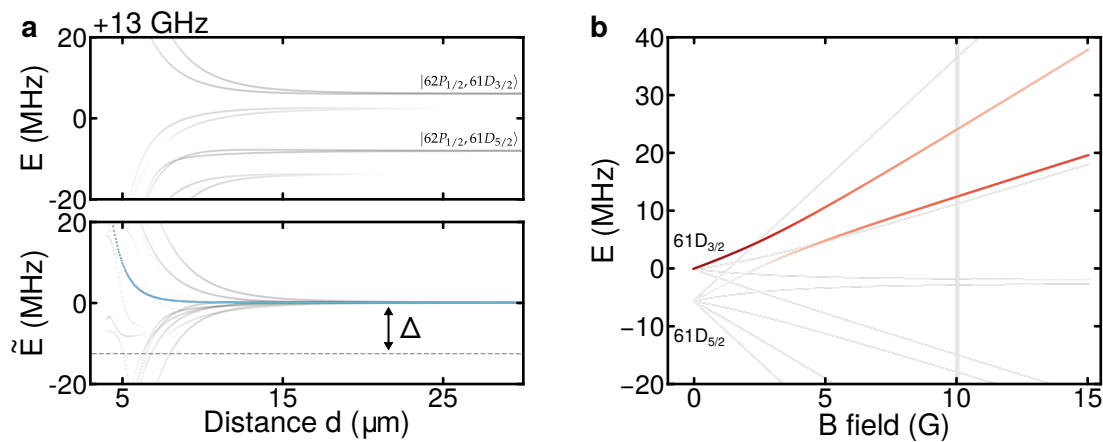 a
+13 GHz
20
0
-20
E (MHz)
|62P1/2, 61D3/2⟩
|62P1/2, 61D5/2⟩
20
0
-20
Ẽ (MHz)
Δ
5
15
25
Distance d (µm)
b
40
30
20
10
0
−10
−20
E (MHz)
61D3/2
61D5/2
0
5
10
15
B field (G)